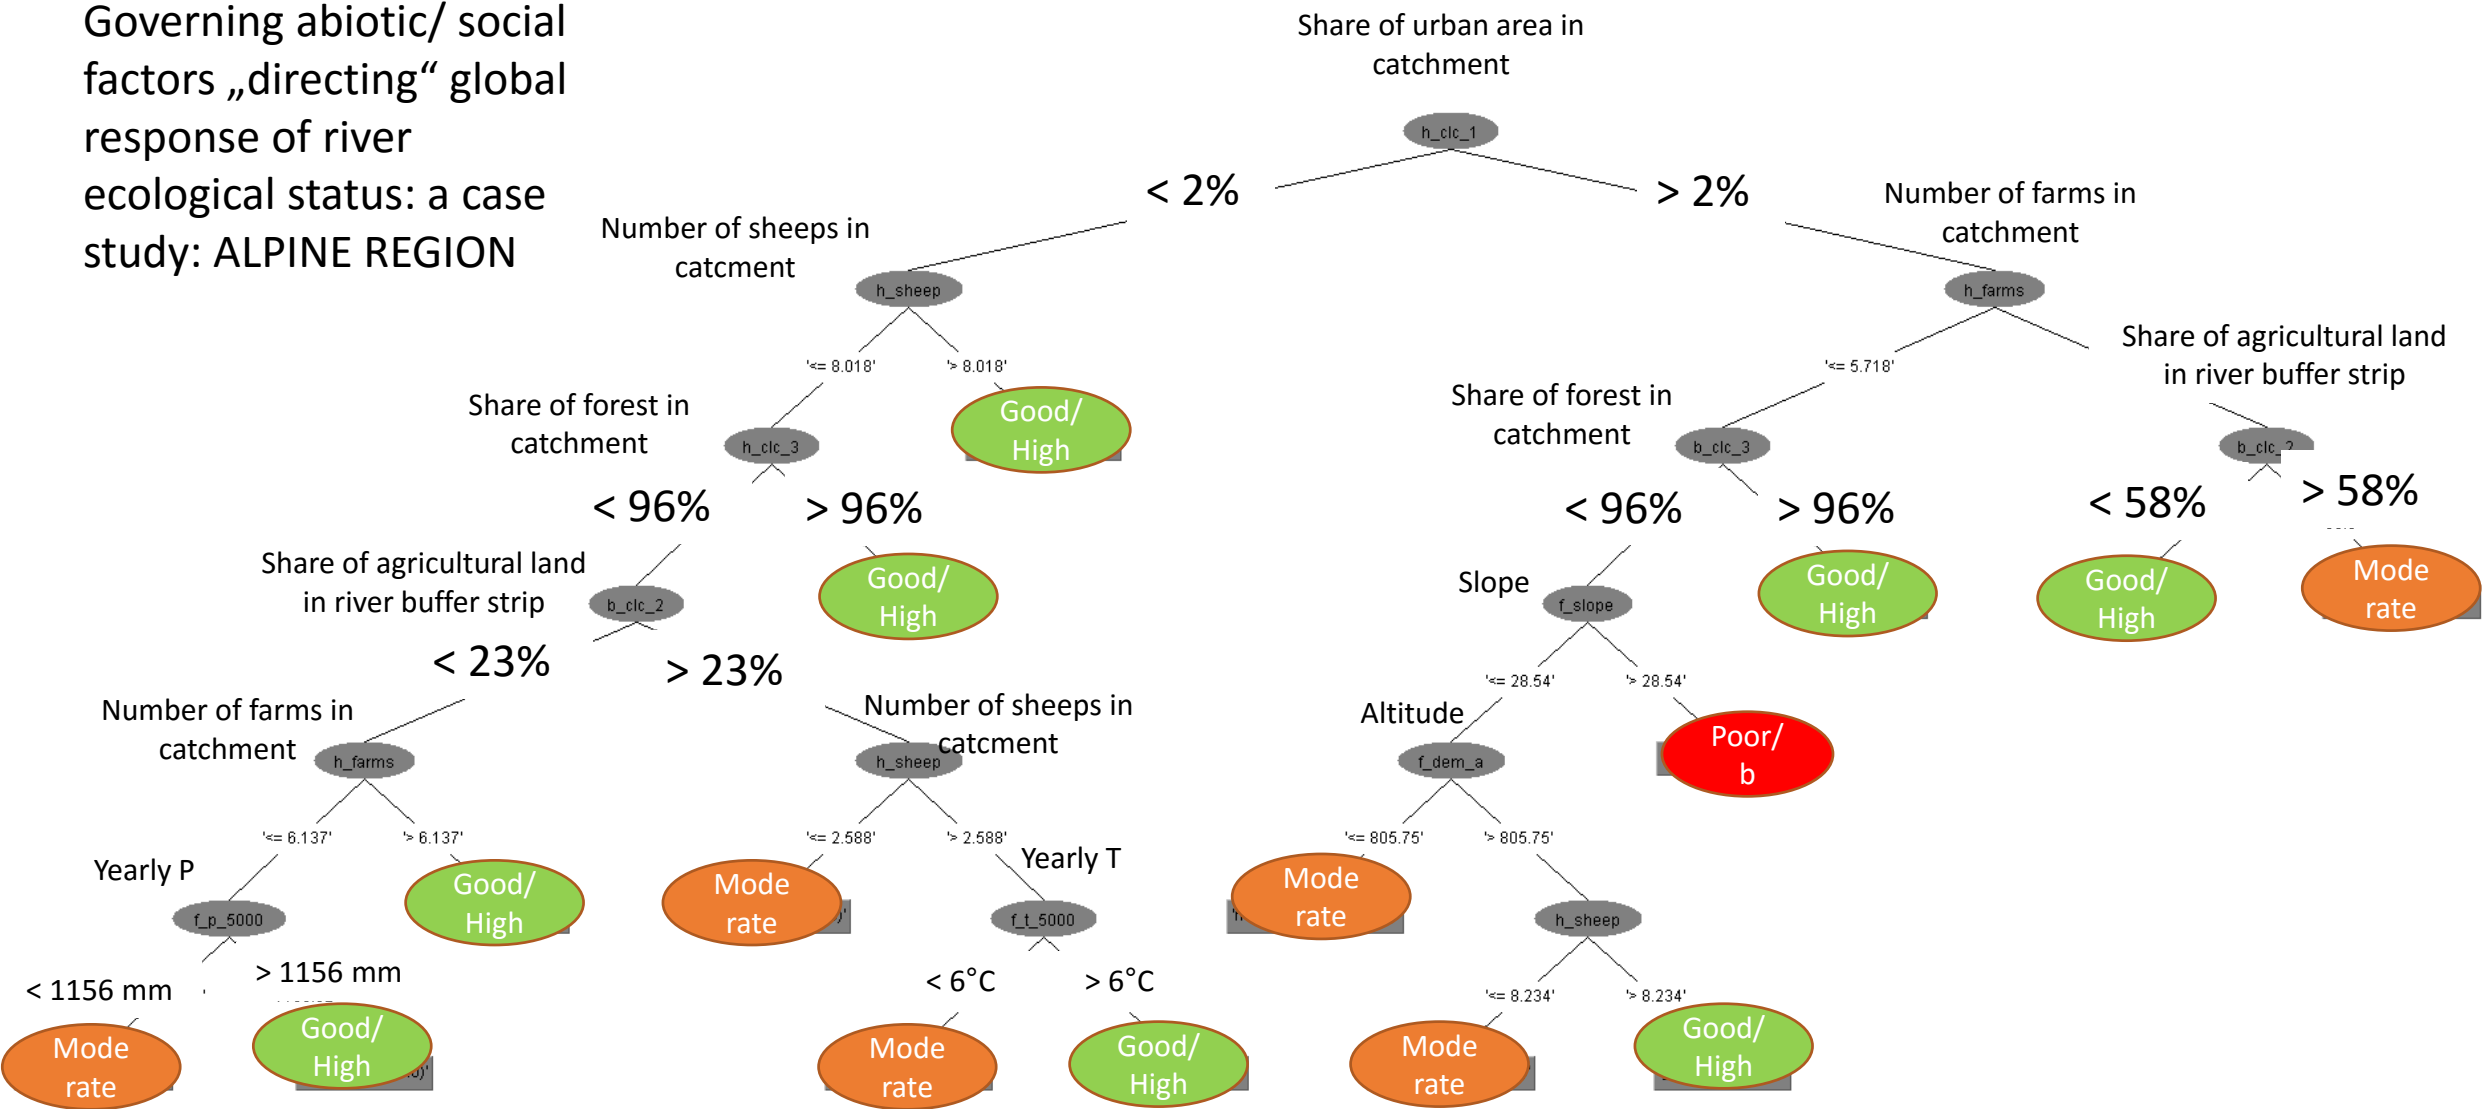 Governing abiotic/ social
factors „directing“ global
response of river
ecological status: a case
study: ALPINE REGION
Share of urban area in
catchment
h_clc_1
< 2%
> 2%
Number of sheeps in
catcment
h_sheep
Number of farms in
catchment
h_farms
'<= 8.018'
'> 8.018'
Good/
High
'<= 5.718'
Share of agricultural land
in river buffer strip
Share of forest in
catchment
h_clc_3
Share of forest in
catchment
b_clc_3
b_clc_2
< 96%
> 96%
Good/
High
< 96%
> 96%
Good/
High
< 58%
> 58%
Good/
High
Mode
rate
Share of agricultural land
in river buffer strip
b_clc_2
Slope
f_slope
< 23%
> 23%
'<= 28.54'
'> 28.54'
Poor/
b
Number of farms in
catchment
h_farms
Number of sheeps in
catcment
h_sheep
Altitude
f_dem_a
'<= 6.137'
'> 6.137'
Good/
High
'<= 2.588'
'> 2.588'
Mode
rate
'<= 805.75'
'> 805.75'
Mode
rate
Yearly P
f_p_5000
Yearly T
f_t_5000
h_sheep
< 1156 mm
> 1156 mm
Mode
rate
Good/
High
< 6°C
> 6°C
Mode
rate
Good/
High
'<= 8.234'
'> 8.234'
Mode
rate
Good/
High